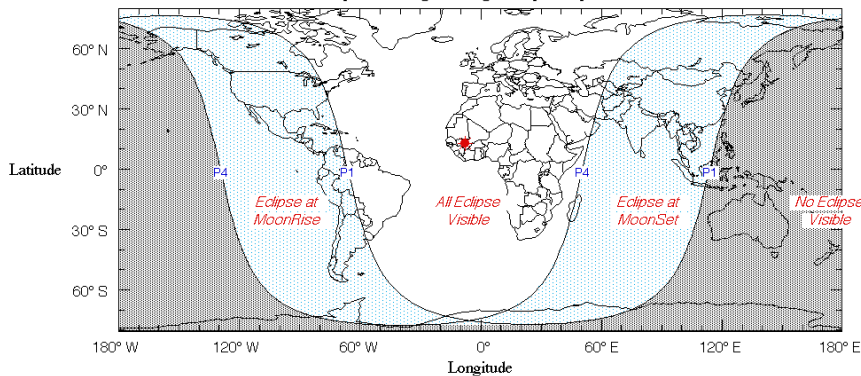 60° N
30° N
Latitude
0°
P4
P1
P4
P1
Eclipse at
MoonRise
All Eclipse
Visible
Eclipse at
MoonSet
No Eclipse
Visible
30° S
60° S
180° W
120° W
60° W
0°
60° E
120° E
180° E
Longitude